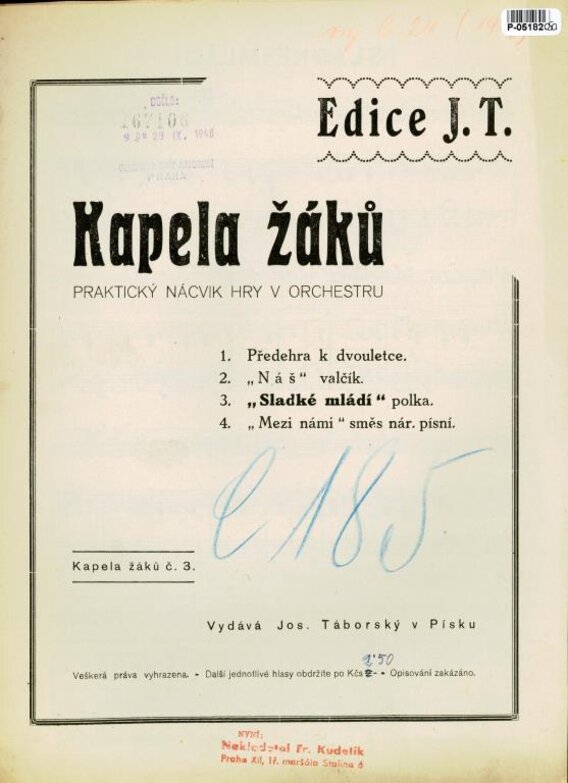 P-05182
Edice J. T.
DOŠLO:
167106
29 IX. 1948
Kapela žáků
PRAKTICKÝ NÁCVIK HRY V ORCHESTRU
1. Předehra k dvouletce.
2. „Náš“ valčík.
3. „Sladké mládí“ polka.
4. „Mezi námi“ směs nár. písní.
C 185
Kapela žáků č. 3.
Vydává Jos. Táborský v Písku
2·50
Veškerá práva vyhrazena. - Další jednotlivé hlasy obdržíte po Kčs - Opisování zakázáno.
NYNÍ:
Nakladatel Fr. Kudelík
Praha XII, tř. maršála Stalina 6